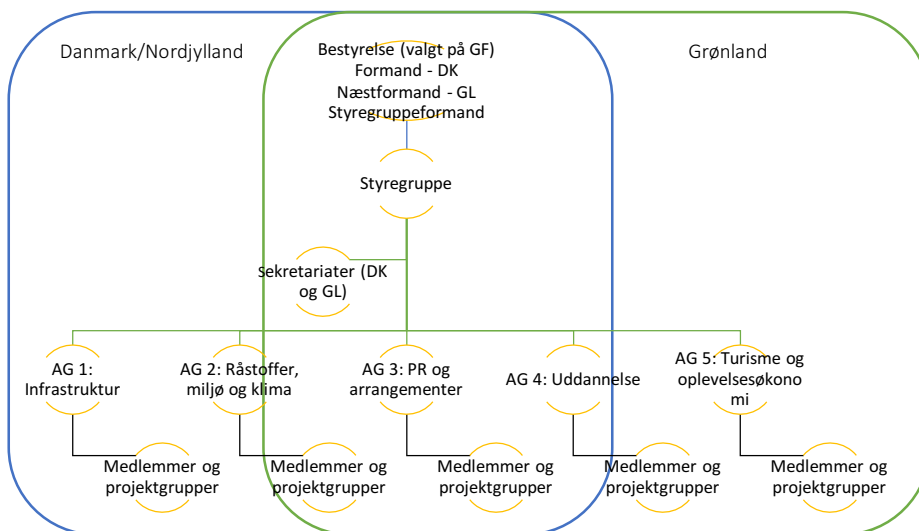 Danmark/Nordjylland
Bestyrelse (valgt på GF)
Formand - DK
Næstformand - GL
Styregruppeformand
Grønland
Styregruppe
Sekretariater (DK
og GL)
AG 1:
Infrastruktur
AG 2: Råstoffer,
miljø og klima
AG 3: PR og
arrangementer
AG 4: Uddannelse
AG 5: Turisme og
oplevelsesøkono
mi
Medlemmer og
projektgrupper
Medlemmer og
projektgrupper
Medlemmer og
projektgrupper
Medlemmer og
projektgrupper
Medlemmer og
projektgrupper